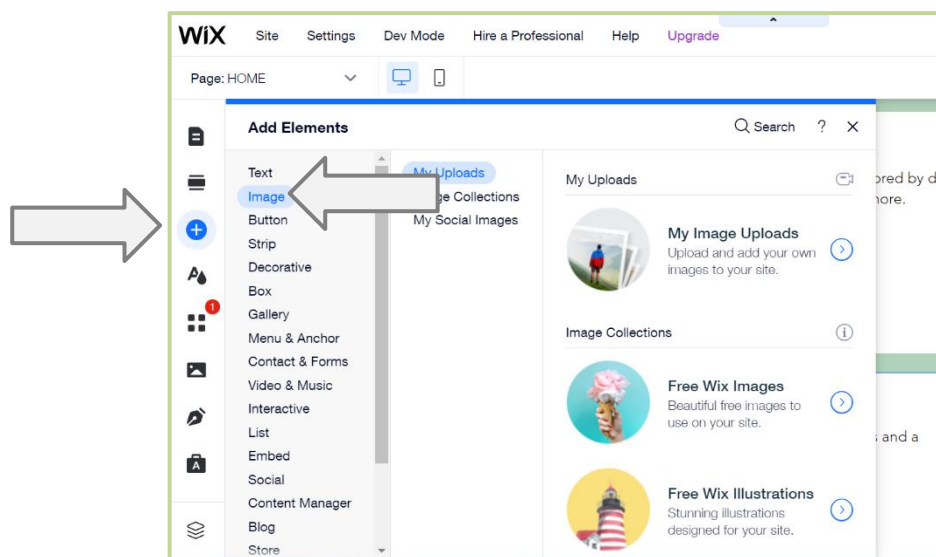 WiX Site Settings Dev Mode Hire a Professional Help Upgrade
Page: HOME
Add Elements
Search ? X
Text
Image
Button
Strip
Decorative
Box
Gallery
Menu & Anchor
Contact & Forms
Video & Music
Interactive
List
Embed
Social
Content Manager
Blog
Store
My Uploads
Collections
My Social Images
My Uploads
My Image Uploads
Upload and add your own
images to your site.
Image Collections
i
Free Wix Images
Beautiful free images to
use on your site.
Free Wix Illustrations
Stunning illustrations
designed for your site.
1
A
A
by d
and a